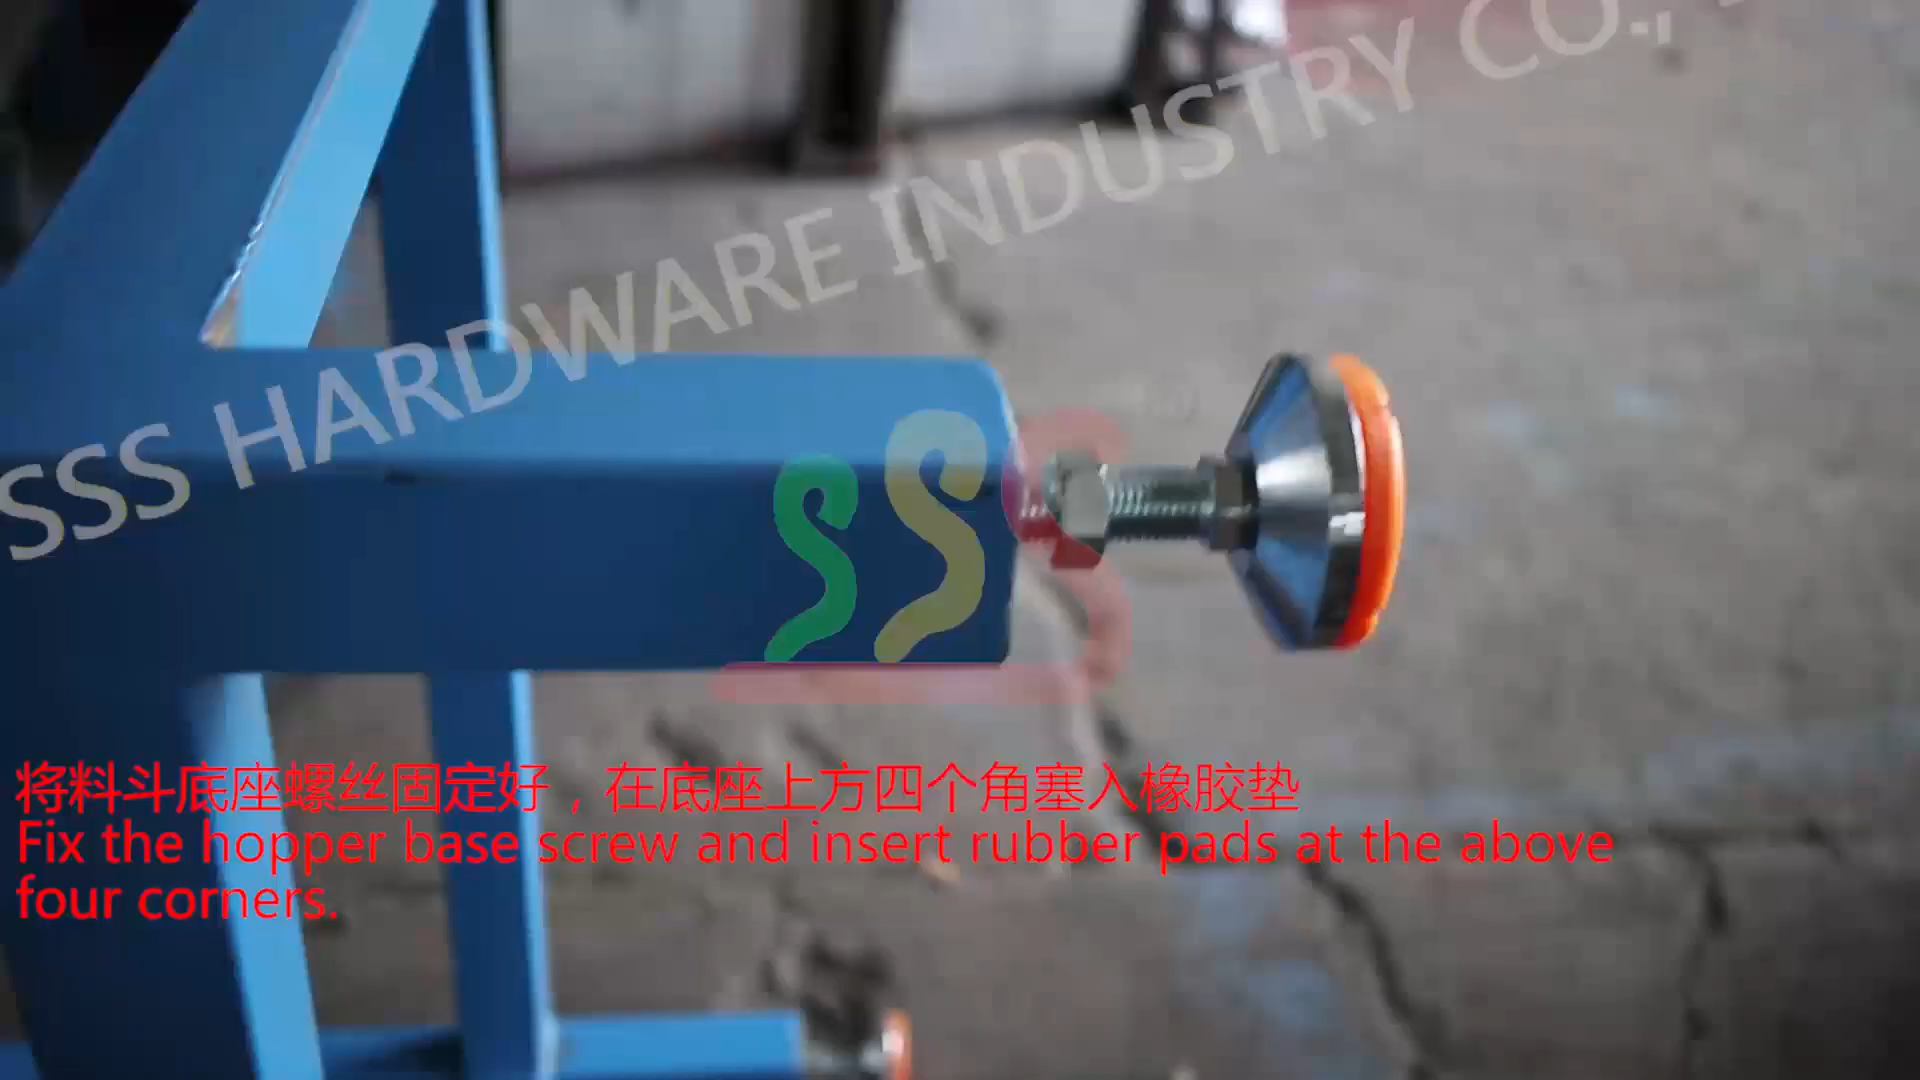 SSS HARDWARE INDUSTRY CO.,
SSS
将料斗底座螺丝固定好，在底座上方四个角塞入橡胶垫
Fix the hopper base screw and insert rubber pads at the above
four corners.